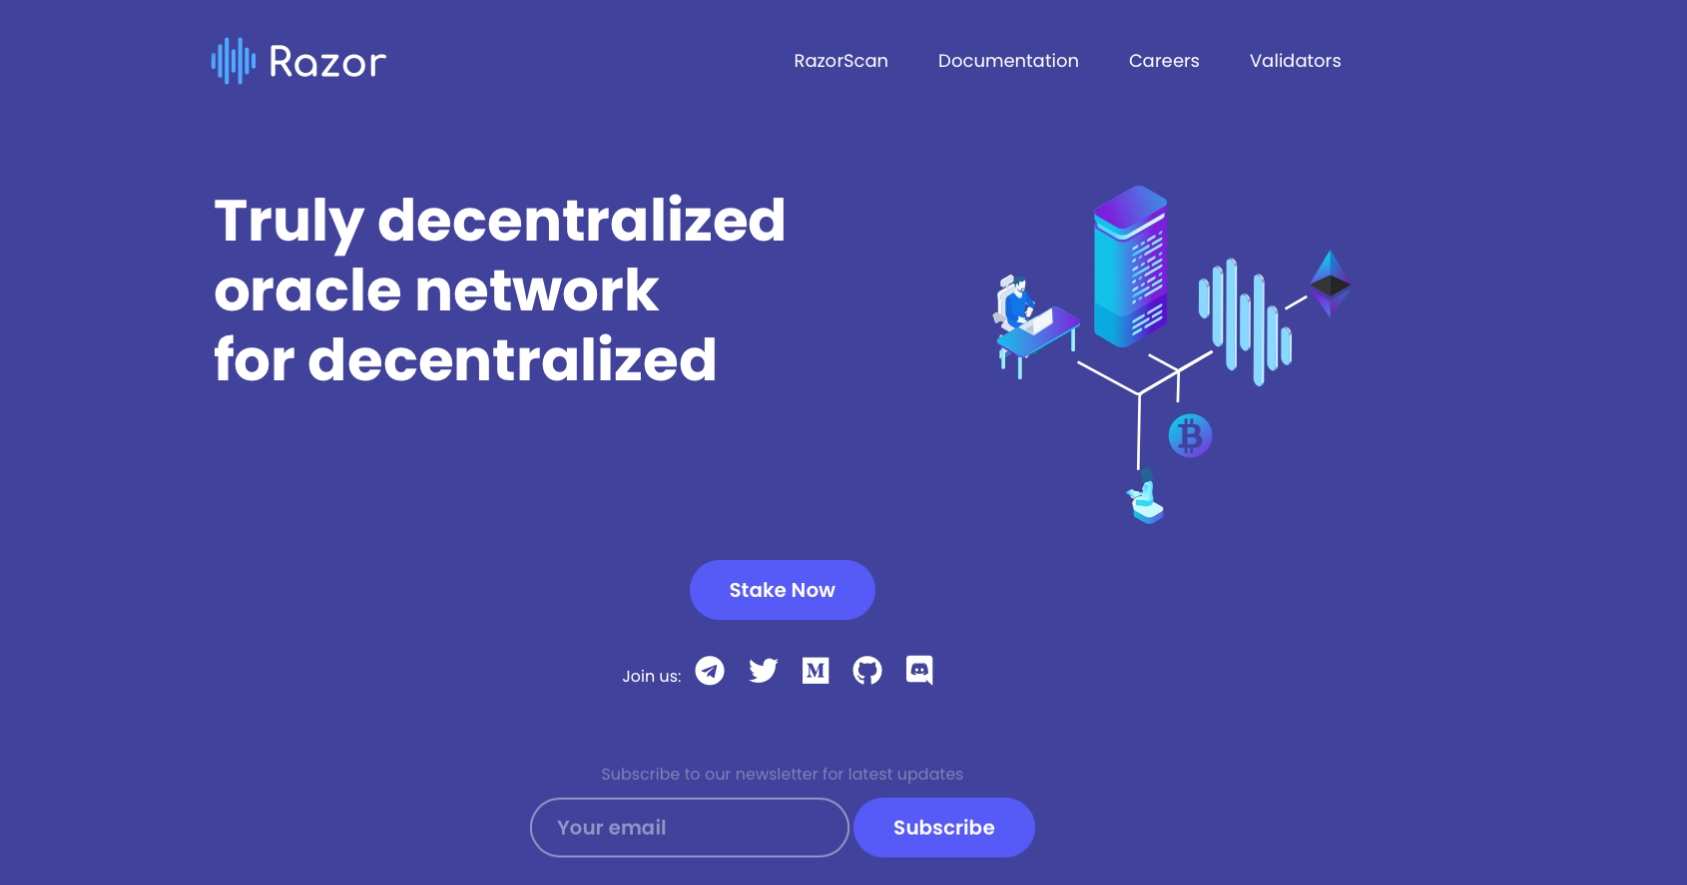 Razor
RazorScan Documentation Careers Validators
Truly decentralized
oracle network
for decentralized
Stake Now
Join us:
Subscribe to our newsletter for latest updates
Your email Subscribe